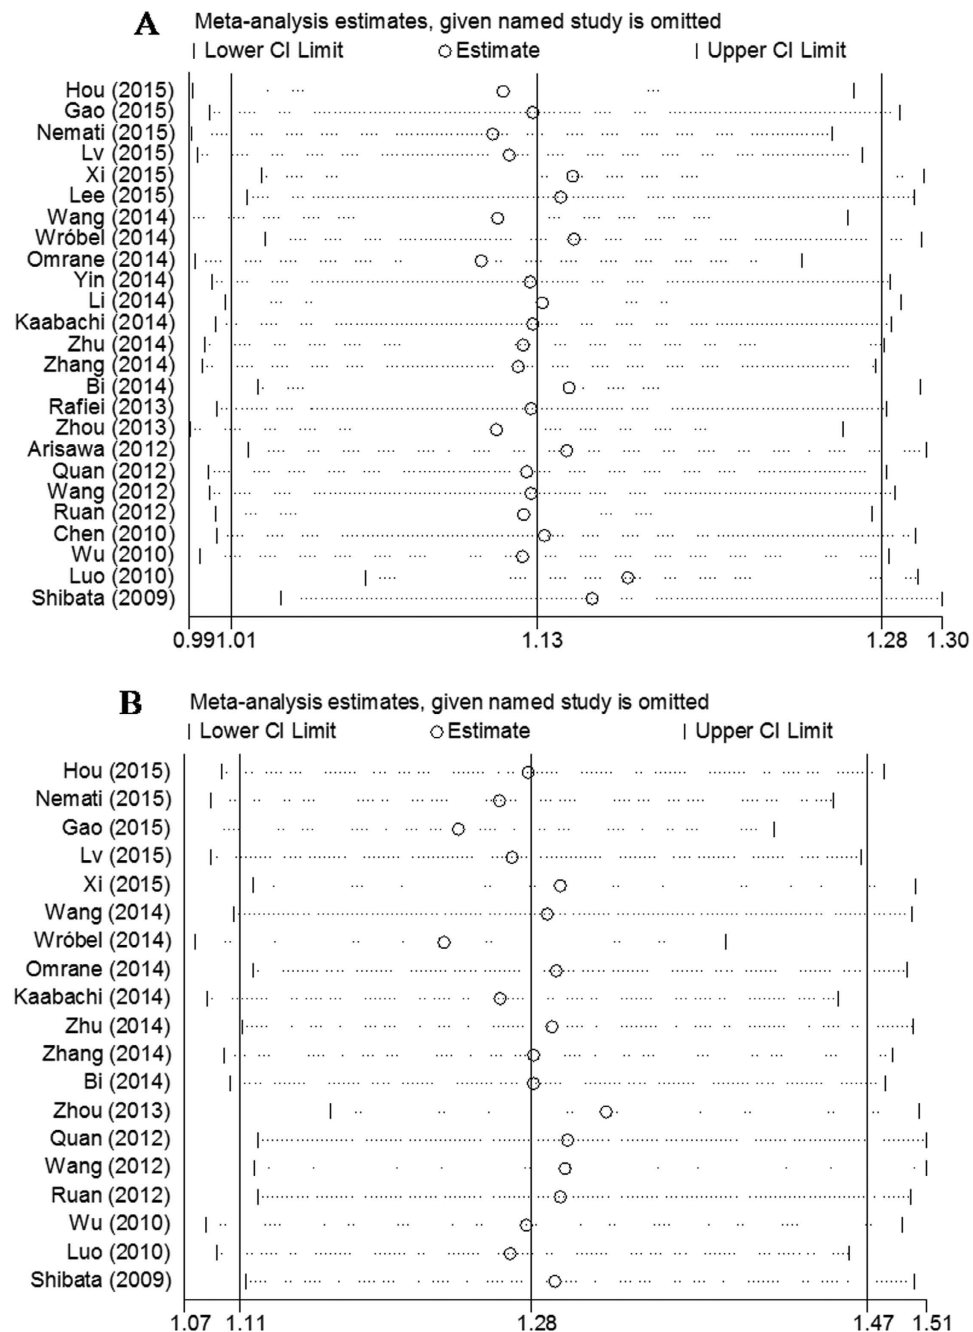 A Meta-analysis estimates, given named study is omitted
| Lower CI Limit ○ Estimate | Upper CI Limit
Hou (2015)
Gao (2015)
Nemati (2015)
Lv (2015)
Xi (2015)
Lee (2015)
Wang (2014)
Wróbel (2014)
Omrane (2014)
Yin (2014)
Li (2014)
Kaabachi (2014)
Zhu (2014)
Zhang (2014)
Bi (2014)
Rafiei (2013)
Zhou (2013)
Arisawa (2012)
Quan (2012)
Wang (2012)
Ruan (2012)
Chen (2010)
Wu (2010)
Luo (2010)
Shibata (2009)
0.99 1.01 1.13 1.28 1.30
B Meta-analysis estimates, given named study is omitted
| Lower CI Limit ○ Estimate | Upper CI Limit
Hou (2015)
Nemati (2015)
Gao (2015)
Lv (2015)
Xi (2015)
Wang (2014)
Wróbel (2014)
Omrane (2014)
Kaabachi (2014)
Zhu (2014)
Zhang (2014)
Bi (2014)
Zhou (2013)
Quan (2012)
Wang (2012)
Ruan (2012)
Wu (2010)
Luo (2010)
Shibata (2009)
1.07 1.11 1.28 1.47 1.51